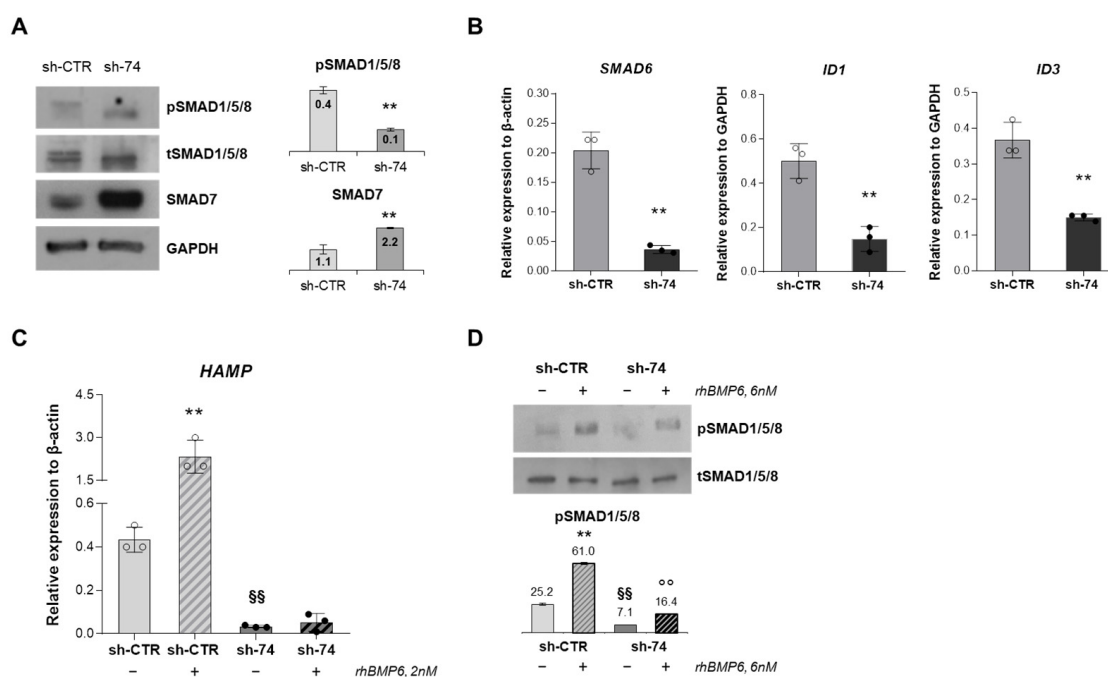 A
sh-CTR sh-74
pSMAD1/5/8
tSMAD1/5/8
SMAD7
GAPDH
pSMAD1/5/8
**
0.4
0.1
sh-CTR sh-74
SMAD7
**
1.1
2.2
sh-CTR sh-74
B
SMAD6
Relative expression to β-actin
0.30
0.25
0.20
0.15
0.10
0.05
0.00
**
sh-CTR sh-74
ID1
Relative expression to GAPDH
0.8
0.6
0.4
0.2
0.0
**
sh-CTR sh-74
ID3
Relative expression to GAPDH
0.5
0.4
0.3
0.2
0.1
0.0
**
sh-CTR sh-74
C
HAMP
Relative expression to β-actin
4.5
3.0
1.5
0.6
0.4
0.2
0.0
**
§§
sh-CTR sh-CTR sh-74 sh-74
– + – + rhBMP6, 2nM
D
sh-CTR sh-74
– + – + rhBMP6, 6nM
pSMAD1/5/8
tSMAD1/5/8
pSMAD1/5/8
**
61.0
25.2
§§
7.1
°°
16.4
sh-CTR sh-74
– + – + rhBMP6, 6nM